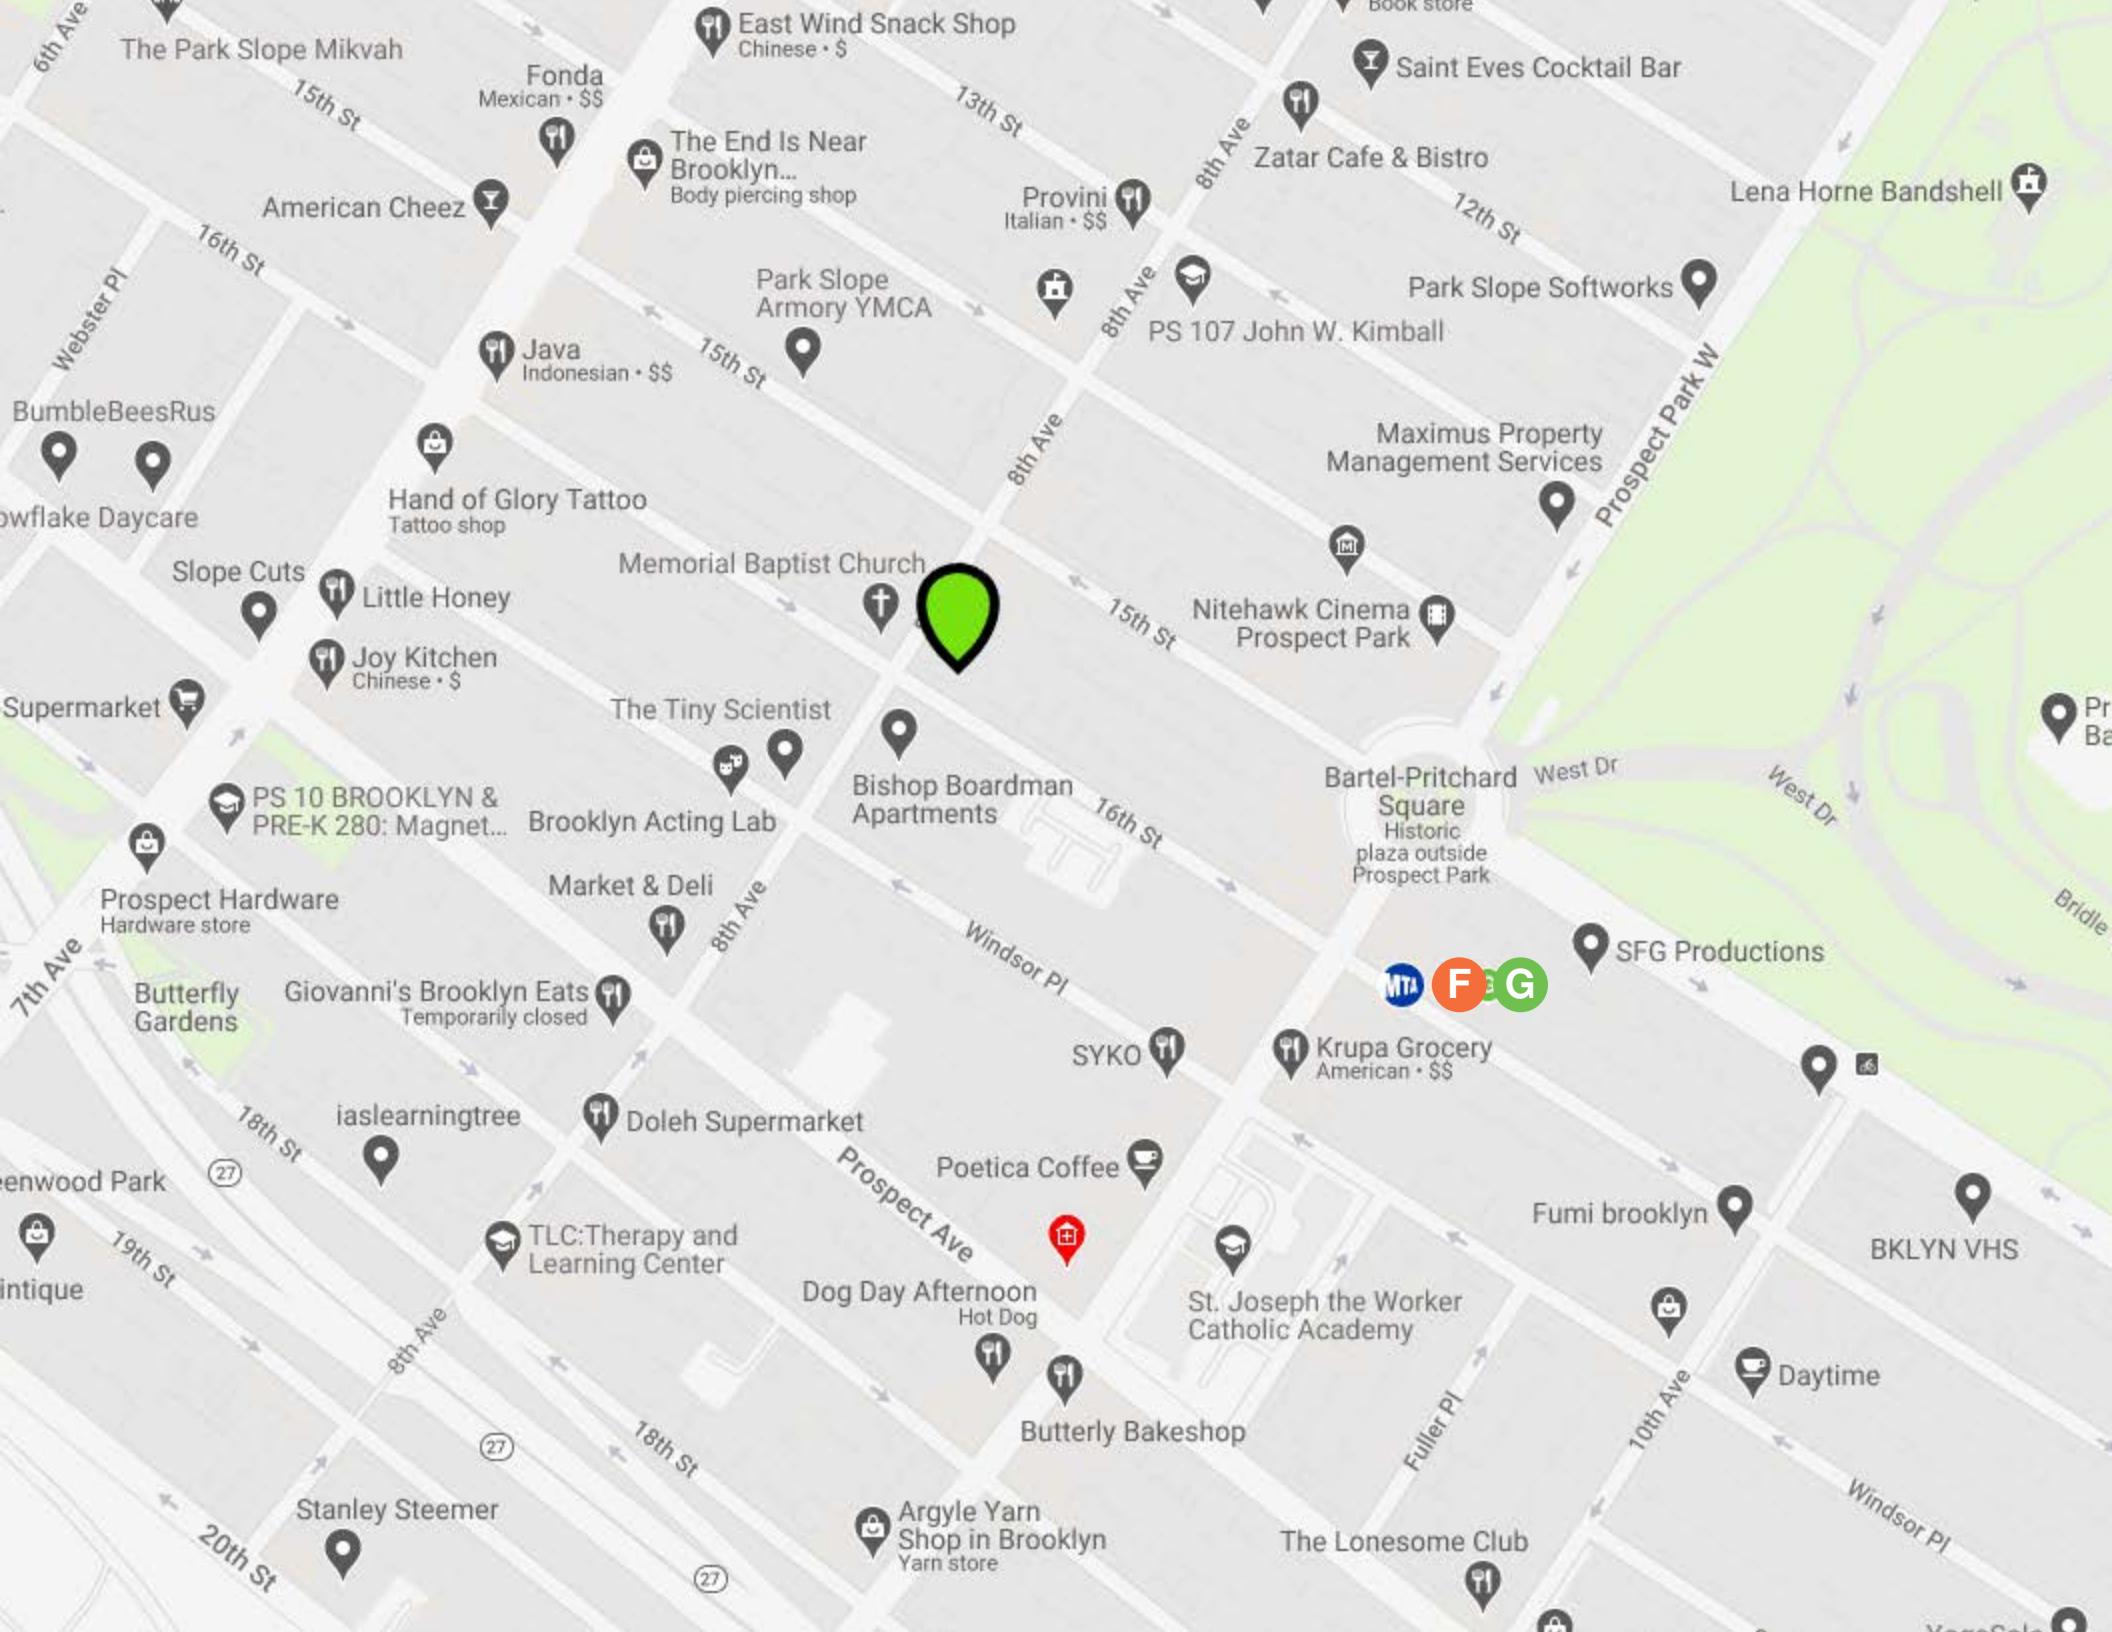 6th Ave
The Park Slope Mikvah
15th St
Fonda
Mexican • $$
East Wind Snack Shop
Chinese • $
Book store
Saint Eves Cocktail Bar
13th St
8th Ave
Zatar Cafe & Bistro
The End Is Near
Brooklyn...
Body piercing shop
American Cheez
16th St
Webster Pl
Provini
Italian • $$
12th St
Lena Horne Bandshell
Park Slope
Armory YMCA
8th Ave
PS 107 John W. Kimball
Park Slope Softworks
Java
Indonesian • $$
15th St
BumbleBeesRus
8th Ave
Prospect Park W
Maximus Property
Management Services
owflake Daycare
Hand of Glory Tattoo
Tattoo shop
Slope Cuts
Little Honey
Memorial Baptist Church
15th St
Nitehawk Cinema
Prospect Park
Joy Kitchen
Chinese • $
Supermarket
The Tiny Scientist
Pr
Ba
Bishop Boardman
Apartments
16th St
Bartel-Pritchard
Square
Historic
plaza outside
Prospect Park
West Dr
West Dr
PS 10 BROOKLYN &
PRE-K 280: Magnet...
Brooklyn Acting Lab
Prospect Hardware
Hardware store
Market & Deli
8th Ave
Windsor Pl
SFG Productions
Bridle
7th Ave
Butterfly
Gardens
Giovanni's Brooklyn Eats
Temporarily closed
MTA
F
G
SYKO
Krupa Grocery
American • $$
18th St
iaslearningtree
Doleh Supermarket
Prospect Ave
Poetica Coffee
eenwood Park
27
Fumi brooklyn
BKLYN VHS
19th St
intique
TLC:Therapy and
Learning Center
Dog Day Afternoon
Hot Dog
St. Joseph the Worker
Catholic Academy
8th Ave
Butterly Bakeshop
Fuller Pl
10th Ave
Daytime
27
18th St
Windsor Pl
Stanley Steemer
20th St
Argyle Yarn
Shop in Brooklyn
Yarn store
27
The Lonesome Club